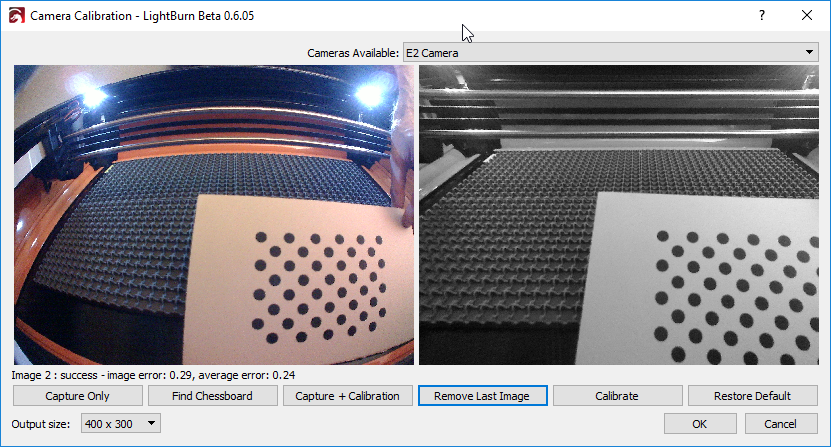 Camera Calibration - LightBurn Beta 0.6.05
Cameras Available: E2 Camera
Image 2 : success - image error: 0.29, average error: 0.24
Capture Only Find Chessboard Capture + Calibration Remove Last Image Calibrate Restore Default
Output size: 400 x 300 OK Cancel